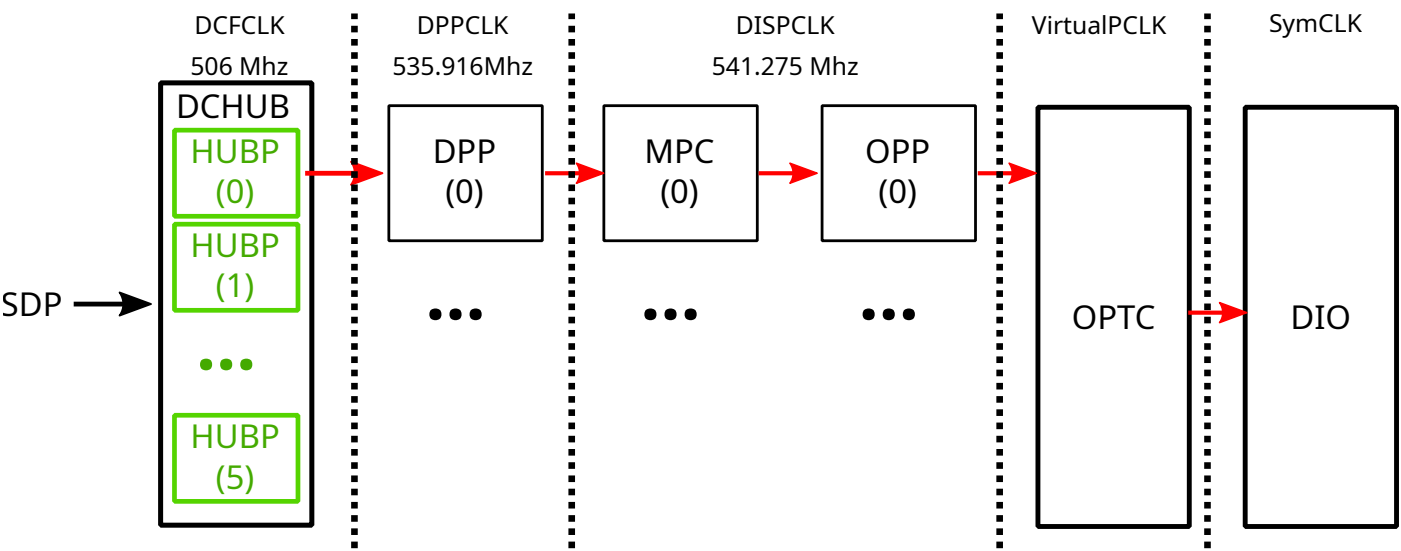 DCFCLK
506 Mhz
DPPCLK
535.916Mhz
DISPCLK
541.275 Mhz
VirtualPCLK
SymCLK
SDP
DCHUB
HUBP
(0)
HUBP
(1)
...
HUBP
(5)
DPP
(0)
...
MPC
(0)
...
OPP
(0)
...
OPTC
DIO